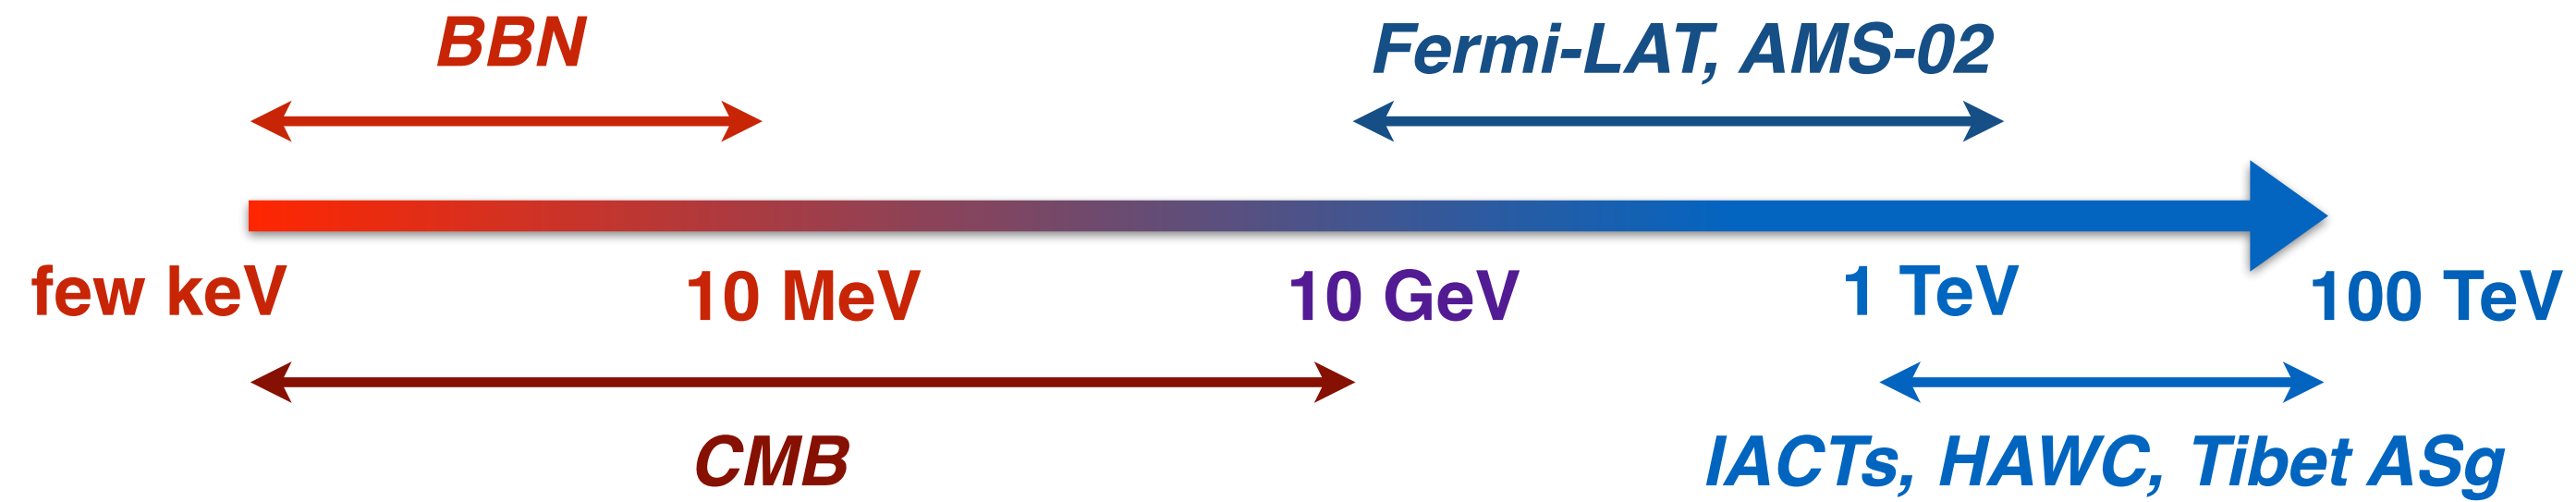 BBN
Fermi-LAT, AMS-02
few keV
10 MeV
10 GeV
1 TeV
100 TeV
CMB
IACTs, HAWC, Tibet ASg